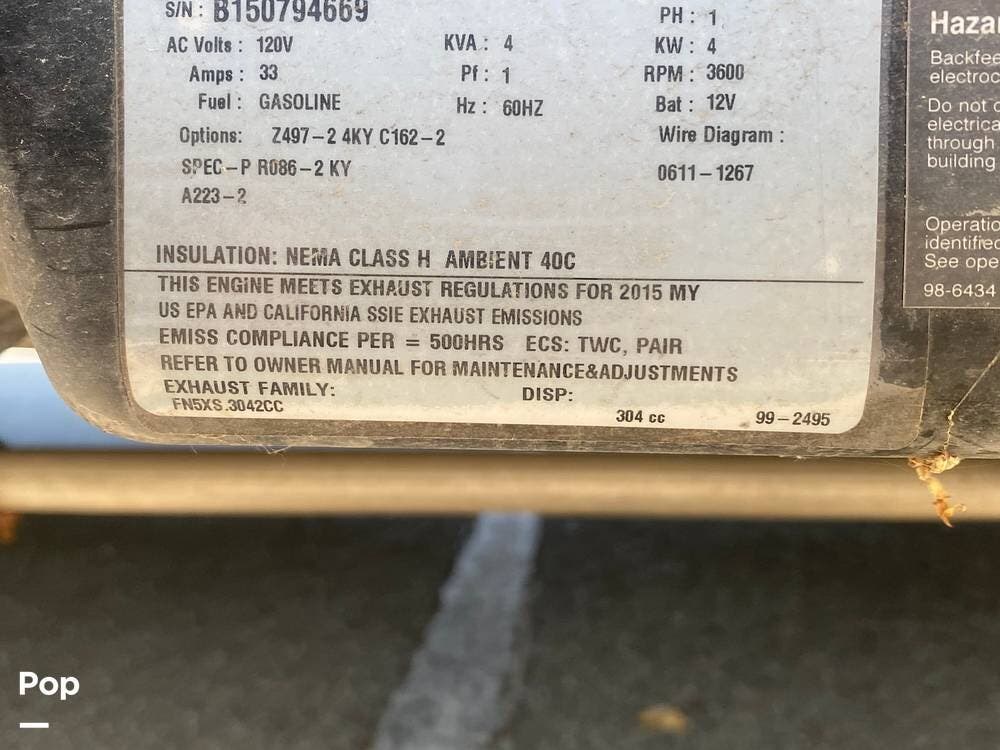 S/N : B150794669
PH : 1
AC Volts : 120V KVA : 4 KW : 4
Amps : 33 Pf : 1 RPM : 3600
Fuel : GASOLINE Hz : 60HZ Bat : 12V
Options: Z497-2 4KY C162-2 Wire Diagram :
SPEC-P R086-2 KY 0611-1267
A223-2
INSULATION: NEMA CLASS H AMBIENT 40C
THIS ENGINE MEETS EXHAUST REGULATIONS FOR 2015 MY
US EPA AND CALIFORNIA SSIE EXHAUST EMISSIONS
EMISS COMPLIANCE PER = 500HRS ECS: TWC, PAIR
REFER TO OWNER MANUAL FOR MAINTENANCE&ADJUSTMENTS
EXHAUST FAMILY: DISP:
FN5XS.3042CC 304 cc 99-2495
Hazar
Backfee
electroc
Do not c
electrica
through
building
Operatio
identified
See ope
98-6434
Pop